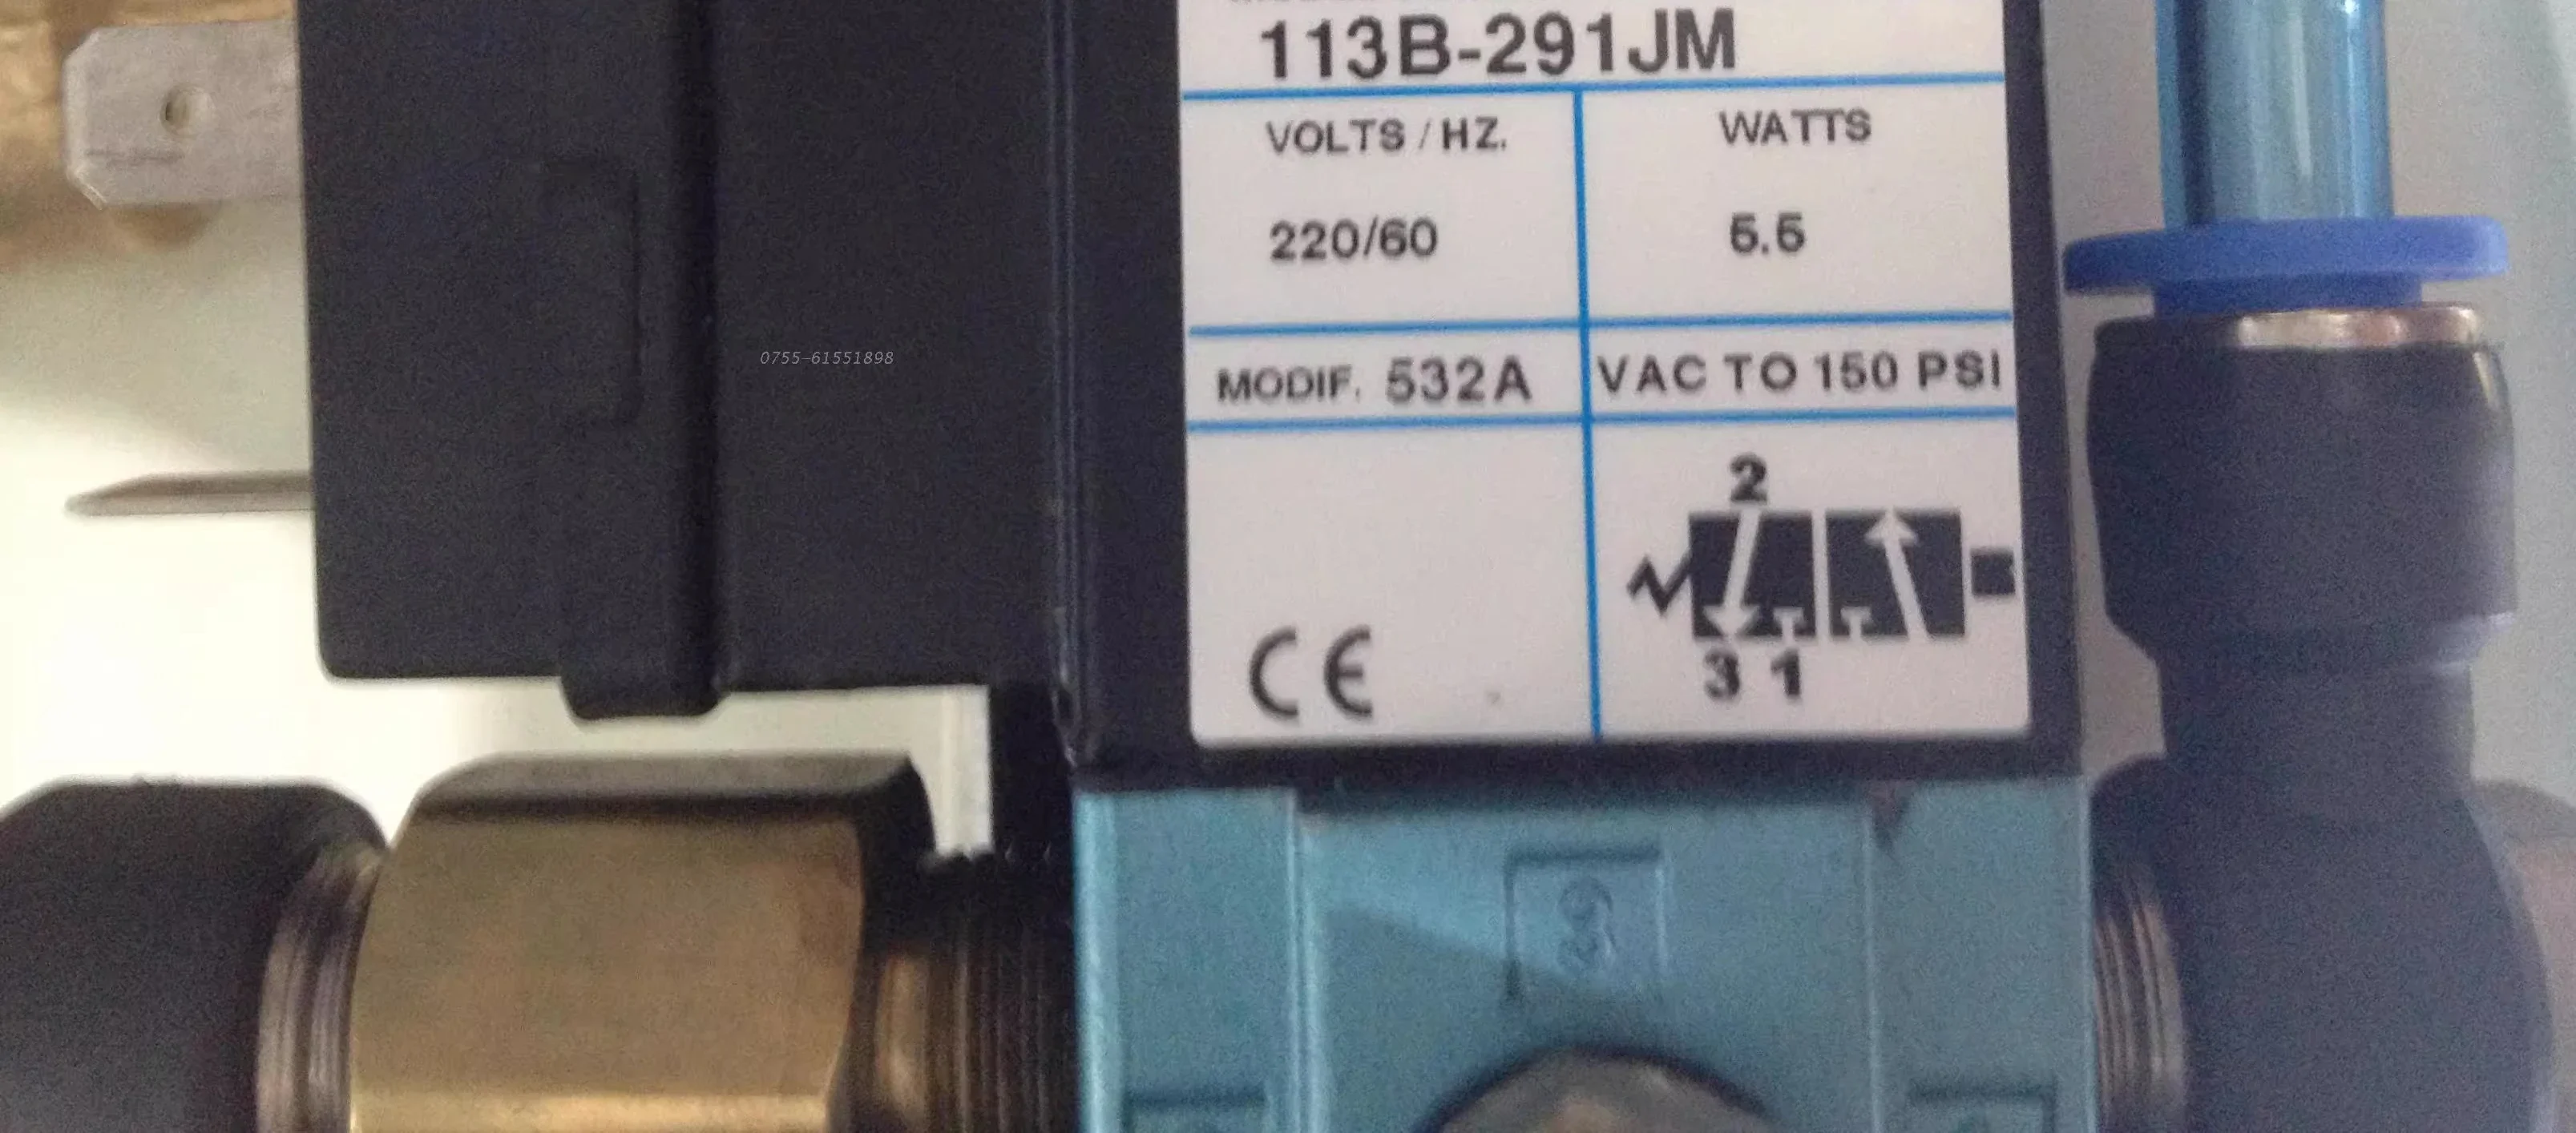 113B-291JM
VOLTS / HZ.
WATTS
220/60
5.5
MODIF. 532A
VAC TO 150 PSI
2
3 1
CE
0755-61551898